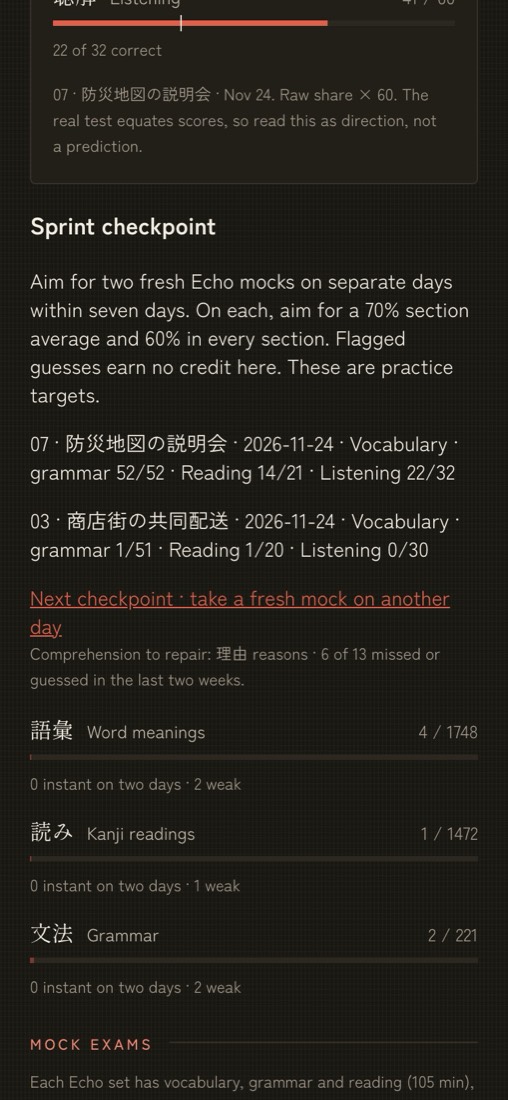 聴解 Listening 41 / 60
22 of 32 correct
07 · 防災地図の説明会 · Nov 24. Raw share × 60. The
real test equates scores, so read this as direction, not
a prediction.
Sprint checkpoint
Aim for two fresh Echo mocks on separate days
within seven days. On each, aim for a 70% section
average and 60% in every section. Flagged
guesses earn no credit here. These are practice
targets.
07 · 防災地図の説明会 · 2026-11-24 · Vocabulary ·
grammar 52/52 · Reading 14/21 · Listening 22/32
03 · 商店街の共同配送 · 2026-11-24 · Vocabulary ·
grammar 1/51 · Reading 1/20 · Listening 0/30
Next checkpoint · take a fresh mock on another
day
Comprehension to repair: 理由 reasons · 6 of 13 missed or
guessed in the last two weeks.
語彙 Word meanings 4 / 1748
0 instant on two days · 2 weak
読み Kanji readings 1 / 1472
0 instant on two days · 1 weak
文法 Grammar 2 / 221
0 instant on two days · 2 weak
MOCK EXAMS
Each Echo set has vocabulary, grammar and reading (105 min),